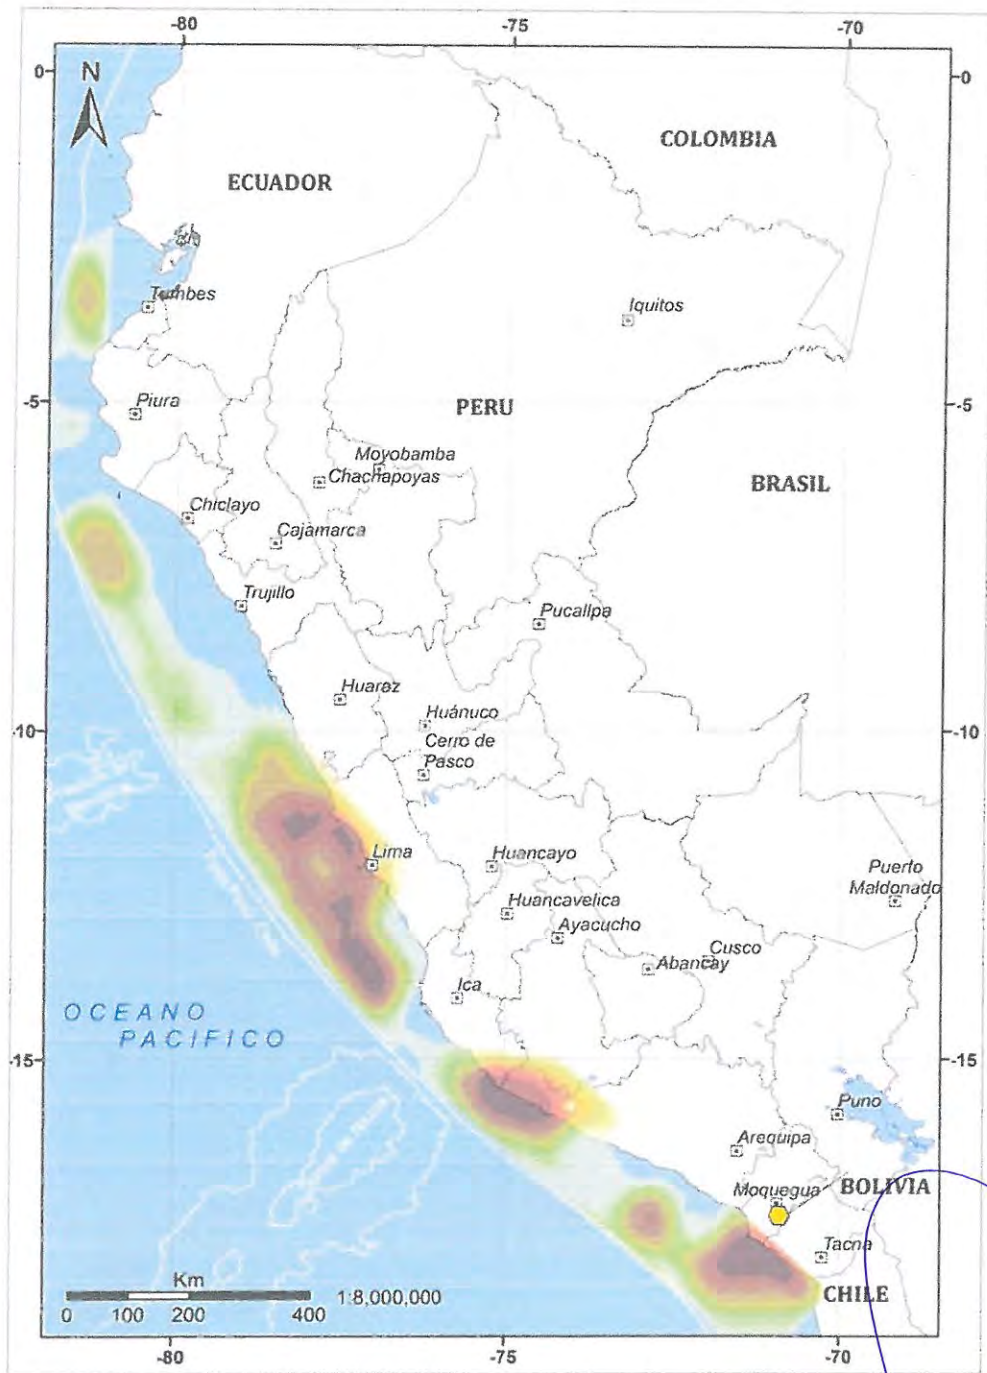 -80
-75
-70
0
0
N
COLOMBIA
ECUADOR
Tumbes
Iquitos
-5
-5
Piura
PERU
Moyobamba
Chachapoyas
BRASIL
Chiclayo
Cajamarca
Trujillo
Pucallpa
Huaraz
Huánuco
-10
-10
Cerro de
Pasco
Lima
Huancayo
Puerto
Maldonado
Huancavelica
Ayacucho
Cusco
Abancay
Ica
OCEANO
PACIFICO
-15
-15
Puno
Arequipa
Moquegua
BOLIVIA
Tacna
Km
0 100 200 400
1:8,000,000
CHILE
-80
-75
-70